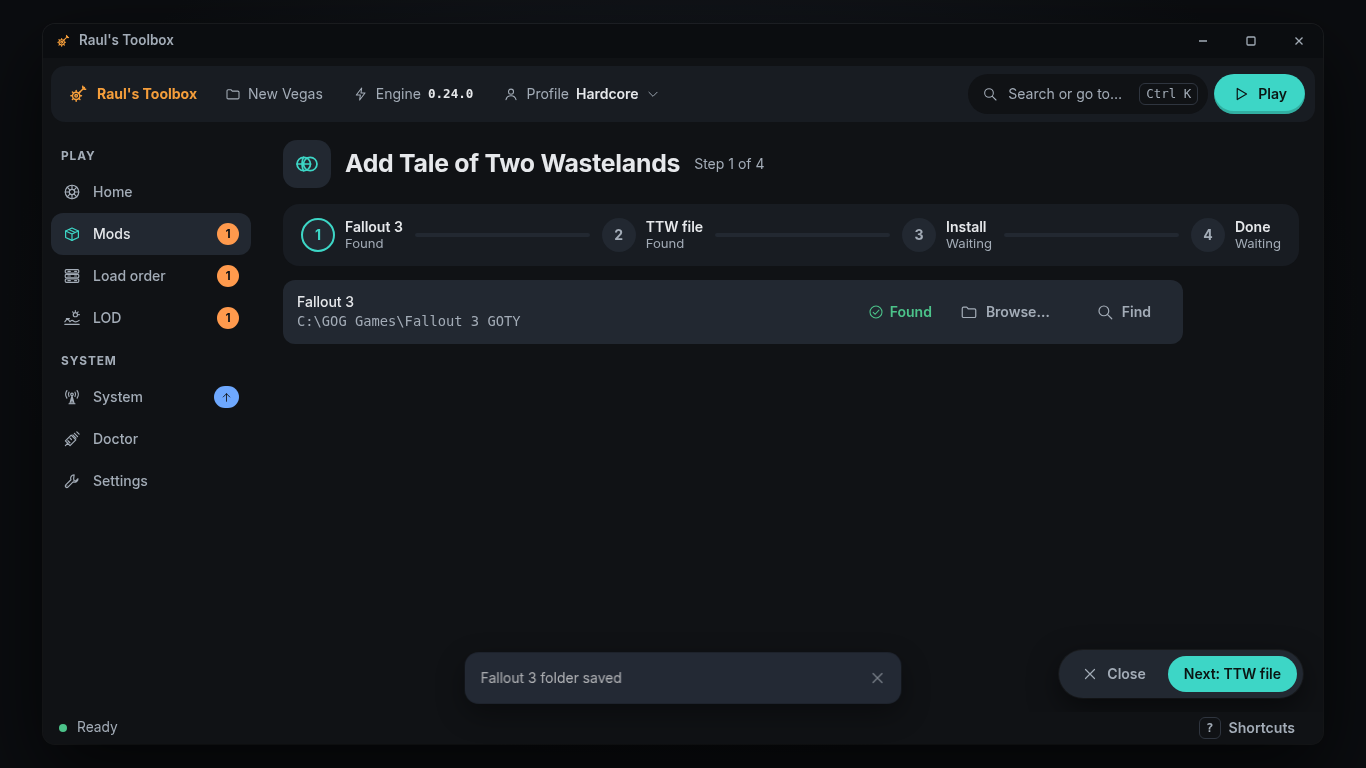 Raul's Toolbox
Raul's Toolbox
New Vegas
Engine 0.24.0
Profile Hardcore
Search or go to...
Ctrl K
Play
PLAY
Home
Mods
1
Load order
1
LOD
1
SYSTEM
System
Doctor
Settings
Add Tale of Two Wastelands
Step 1 of 4
1
Fallout 3
Found
2
TTW file
Found
3
Install
Waiting
4
Done
Waiting
Fallout 3
C:\GOG Games\Fallout 3 GOTY
Found
Browse...
Find
Fallout 3 folder saved
Close
Next: TTW file
Ready
? Shortcuts